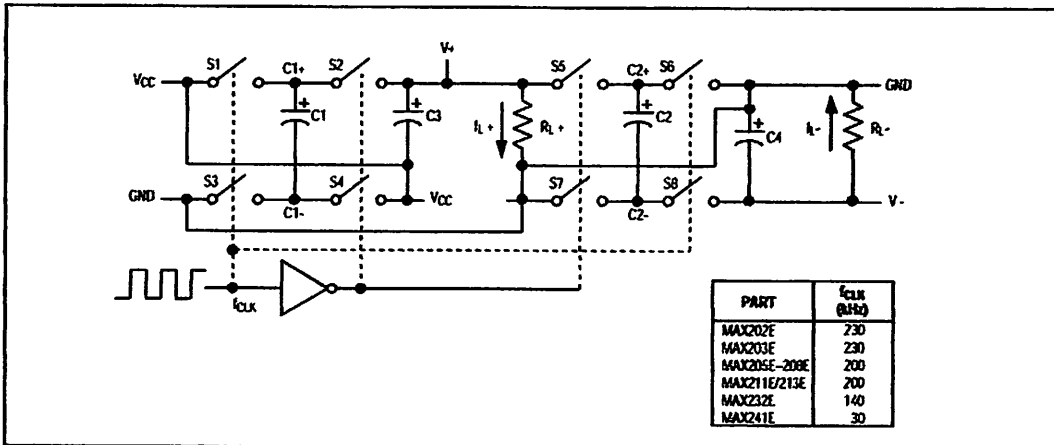 V+
S1 C1+ S2 S5 C2+ S6
VCC GND
+ C1 + C3 IL+ RL+ + C2 + C4 IL- RL-
S3 S4 S7 S8
GND C1- VCC C2- V-
fCLK
PART fCLK (kHz)
MAX202E 230
MAX203E 230
MAX205E–208E 200
MAX211E/213E 200
MAX232E 140
MAX241E 30